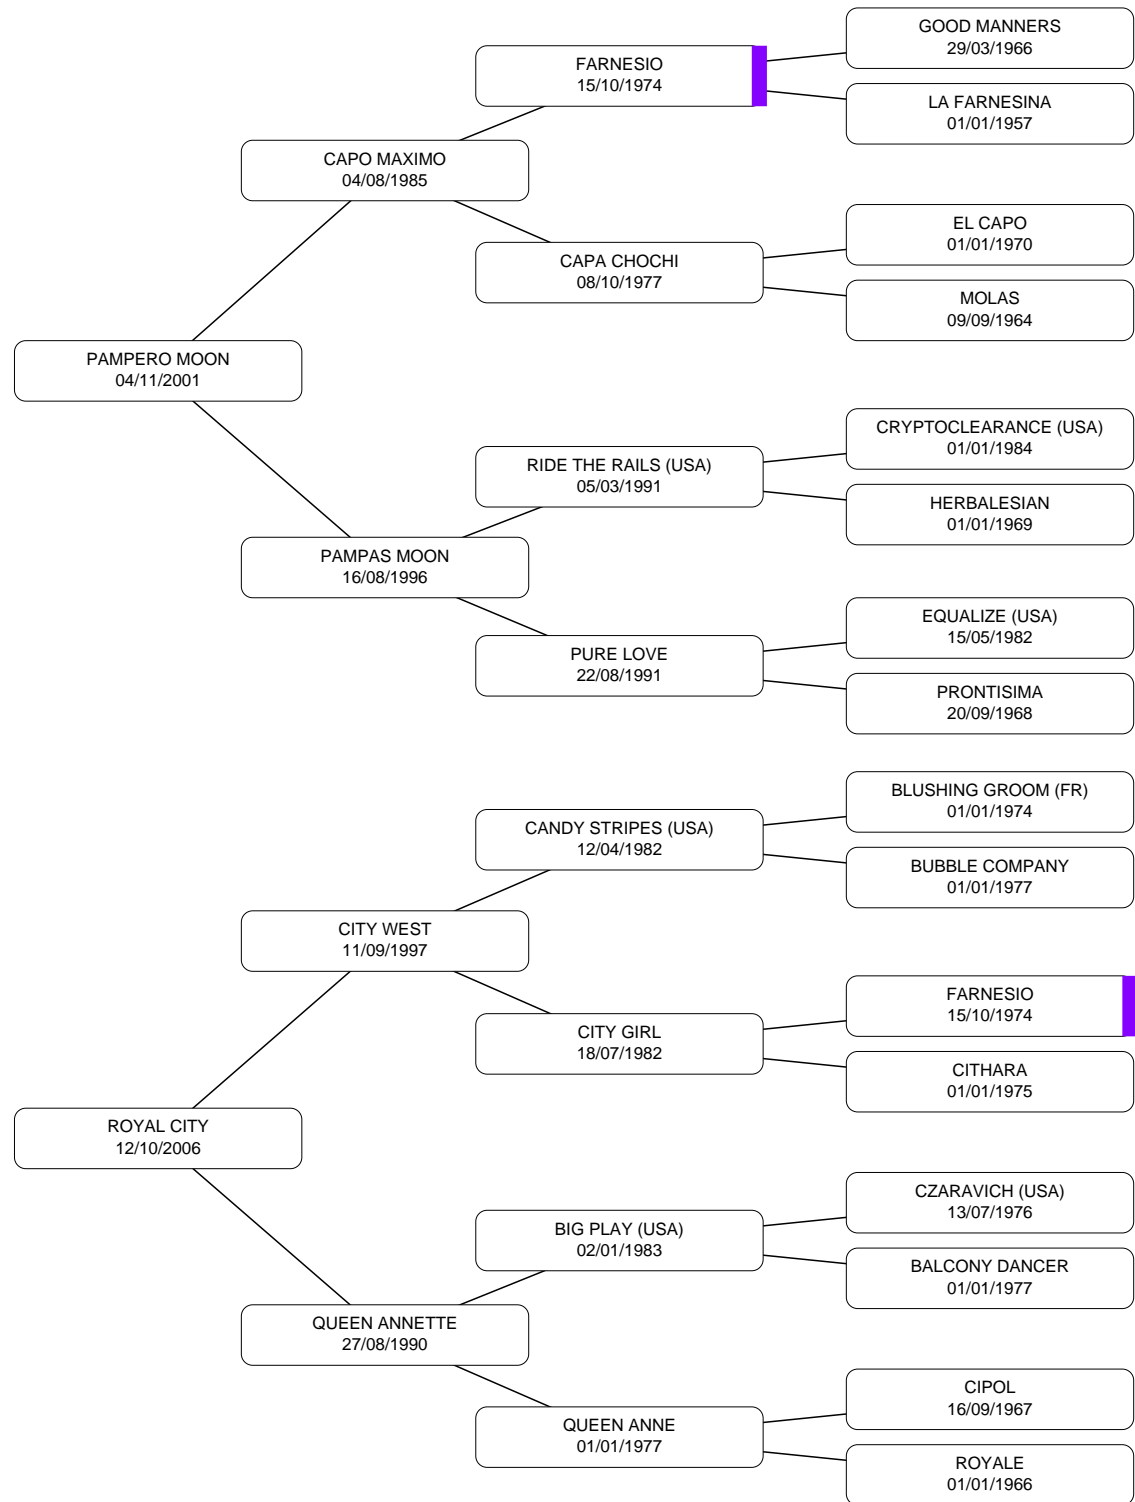 GOOD MANNERS
29/03/1966
FARNESIO
15/10/1974
LA FARNESINA
01/01/1957
CAPO MAXIMO
04/08/1985
EL CAPO
01/01/1970
CAPA CHOCHI
08/10/1977
MOLAS
09/09/1964
PAMPERO MOON
04/11/2001
CRYPTOCLEARANCE (USA)
01/01/1984
RIDE THE RAILS (USA)
05/03/1991
HERBALESIAN
01/01/1969
PAMPAS MOON
16/08/1996
EQUALIZE (USA)
15/05/1982
PURE LOVE
22/08/1991
PRONTISIMA
20/09/1968
BLUSHING GROOM (FR)
01/01/1974
CANDY STRIPES (USA)
12/04/1982
BUBBLE COMPANY
01/01/1977
CITY WEST
11/09/1997
FARNESIO
15/10/1974
CITY GIRL
18/07/1982
CITHARA
01/01/1975
ROYAL CITY
12/10/2006
CZARAVICH (USA)
13/07/1976
BIG PLAY (USA)
02/01/1983
BALCONY DANCER
01/01/1977
QUEEN ANNETTE
27/08/1990
CIPOL
16/09/1967
QUEEN ANNE
01/01/1977
ROYALE
01/01/1966